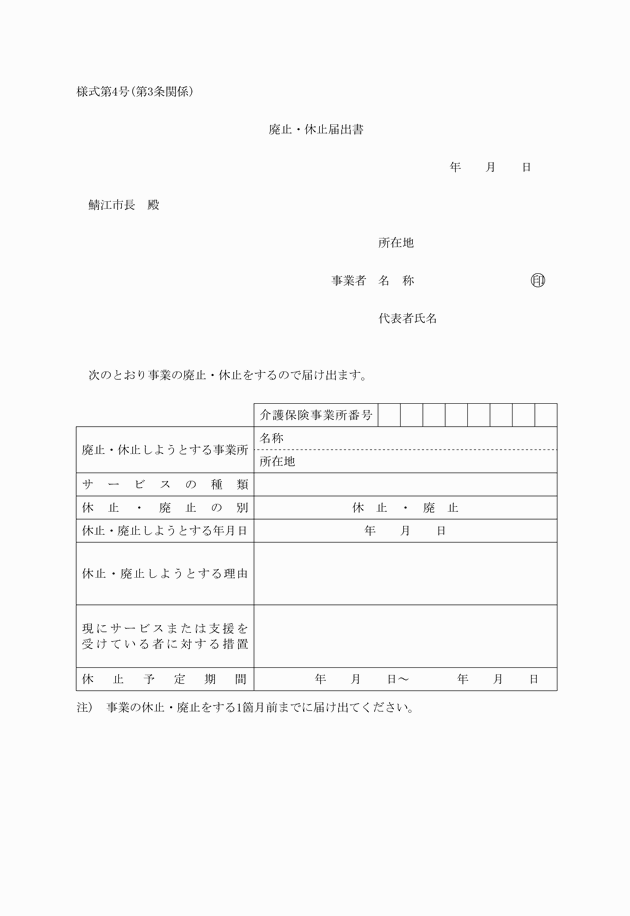 様式第4号(第3条関係)
廃止・休止届出書
年　　月　　日
鯖江市長　殿
所在地
事業者　名　称　　　　　　　　　　㊞
代表者氏名
次のとおり事業の廃止・休止をするので届け出ます。
介護保険事業所番号
廃止・休止しようとする事業所
名称
所在地
サービスの種類
休止・廃止の別　休　止　・　廃　止
休止・廃止しようとする年月日　年　　月　　日
休止・廃止しようとする理由
現にサービスまたは支援を
受けている者に対する措置
休止予定期間　年　　月　　日～　　　　年　　月　　日
注)　事業の休止・廃止をする1箇月前までに届け出てください。